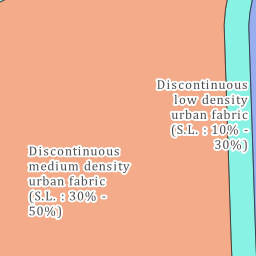 Discontinuous
low density
urban fabric
(S.L. : 10% -
30%)
Discontinuous
medium density
urban fabric
(S.L. : 30% -
50%)